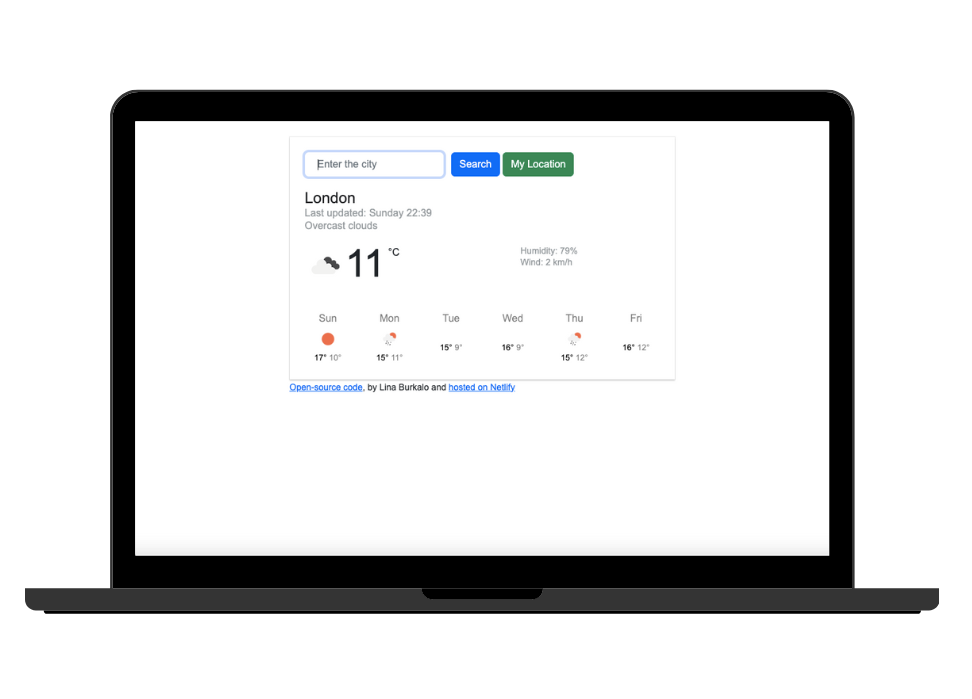 Enter the city Search My Location
London
Last updated: Sunday 22:39
Overcast clouds
11 °C
Humidity: 79%
Wind: 2 km/h
Sun Mon Tue Wed Thu Fri
17° 10° 15° 11° 15° 9° 16° 9° 15° 12° 16° 12°
Open-source code, by Lina Burkalo and hosted on Netlify